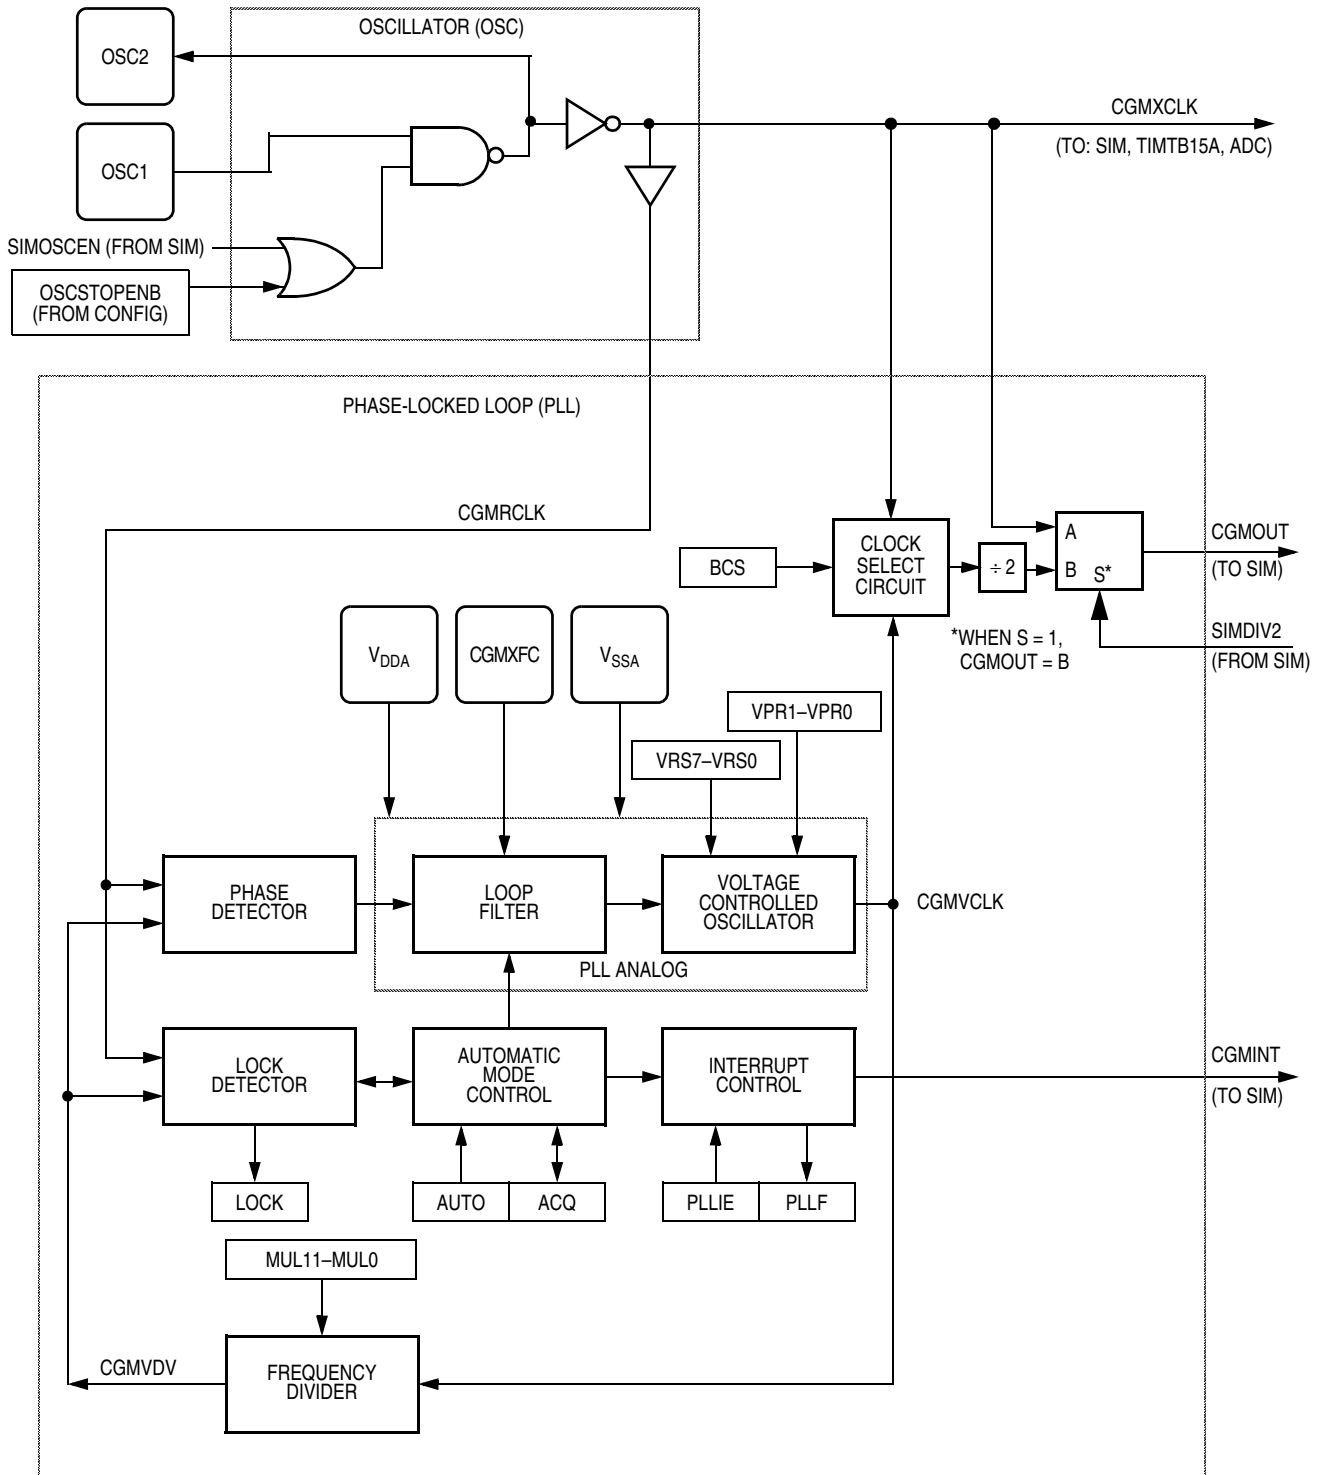 OSCILLATOR (OSC)
OSC2
CGMXCLK
(TO: SIM, TIMTB15A, ADC)
OSC1
SIMOSCEN (FROM SIM)
OSCSTOPENB
(FROM CONFIG)
PHASE-LOCKED LOOP (PLL)
CGMRCLK
CLOCK
SELECT
CIRCUIT
BCS
÷ 2
A
B
S*
CGMOUT
(TO SIM)
*WHEN S = 1,
CGMOUT = B
SIMDIV2
(FROM SIM)
VDDA
CGMXFC
VSSA
VPR1–VPR0
VRS7–VRS0
PHASE
DETECTOR
LOOP
FILTER
VOLTAGE
CONTROLLED
OSCILLATOR
CGMVCLK
PLL ANALOG
LOCK
DETECTOR
AUTOMATIC
MODE
CONTROL
INTERRUPT
CONTROL
CGMINT
(TO SIM)
LOCK
AUTO
ACQ
PLLIE
PLLF
MUL11–MUL0
CGMVDV
FREQUENCY
DIVIDER